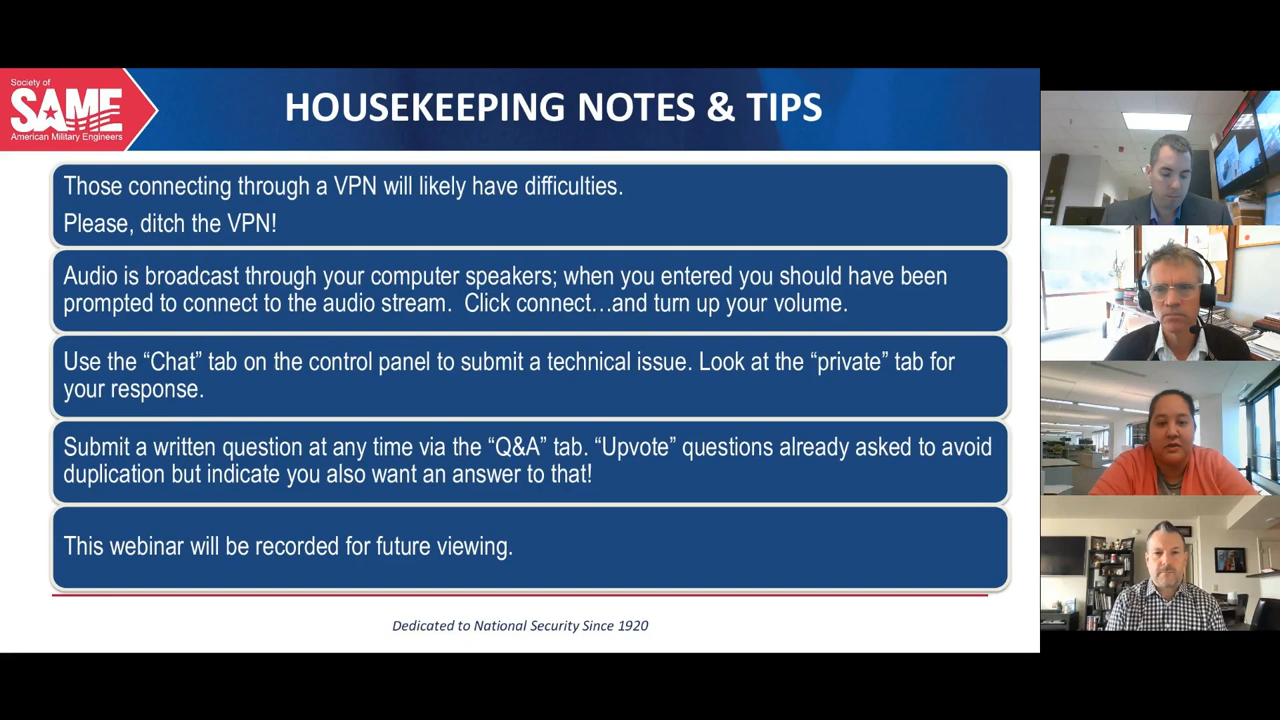 Society of
SAME
American Military Engineers
HOUSEKEEPING NOTES & TIPS
Those connecting through a VPN will likely have difficulties.
Please, ditch the VPN!
Audio is broadcast through your computer speakers; when you entered you should have been
prompted to connect to the audio stream.  Click connect…and turn up your volume.
Use the “Chat” tab on the control panel to submit a technical issue. Look at the “private” tab for
your response.
Submit a written question at any time via the “Q&A” tab. “Upvote” questions already asked to avoid
duplication but indicate you also want an answer to that!
This webinar will be recorded for future viewing.
Dedicated to National Security Since 1920